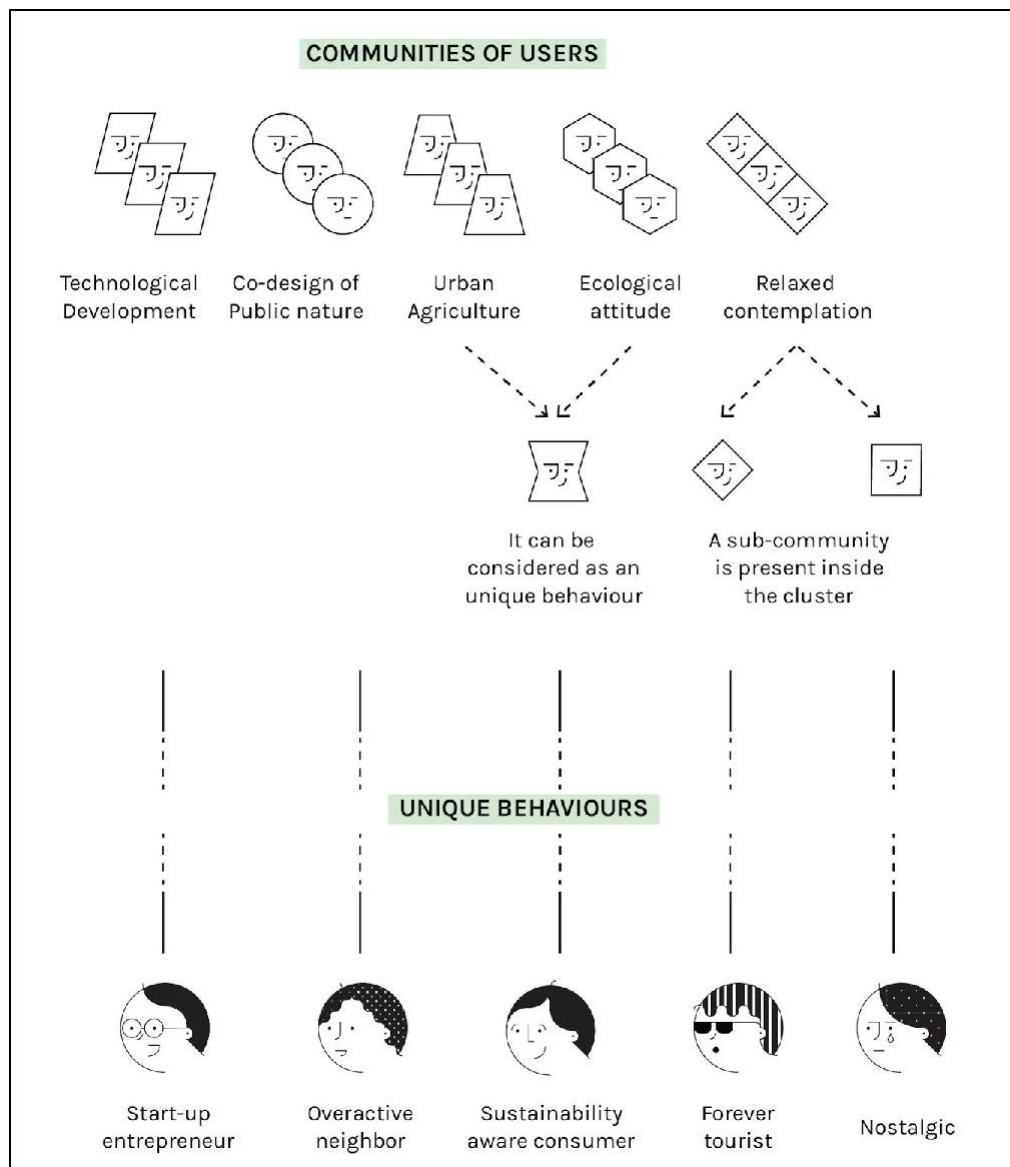 COMMUNITIES OF USERS
Technological
Development
Co-design of
Public nature
Urban
Agriculture
Ecological
attitude
Relaxed
contemplation
It can be
considered as an
unique behaviour
A sub-community
is present inside
the cluster
UNIQUE BEHAVIOURS
Start-up
entrepreneur
Overactive
neighbor
Sustainability
aware consumer
Forever
tourist
Nostalgic